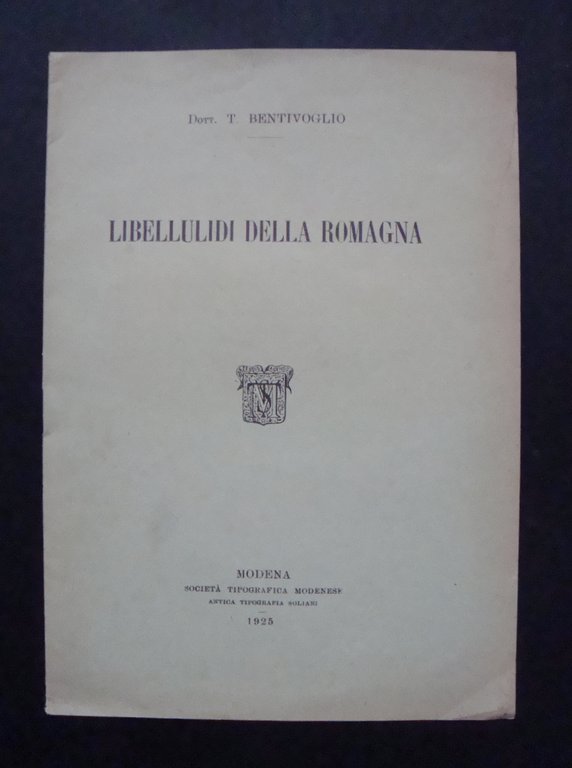 Dott. T. BENTIVOGLIO
LIBELLULIDI DELLA ROMAGNA
MODENA
SOCIETÀ TIPOGRAFICA MODENESE
ANTICA TIPOGRAFIA SOLIANI
1925